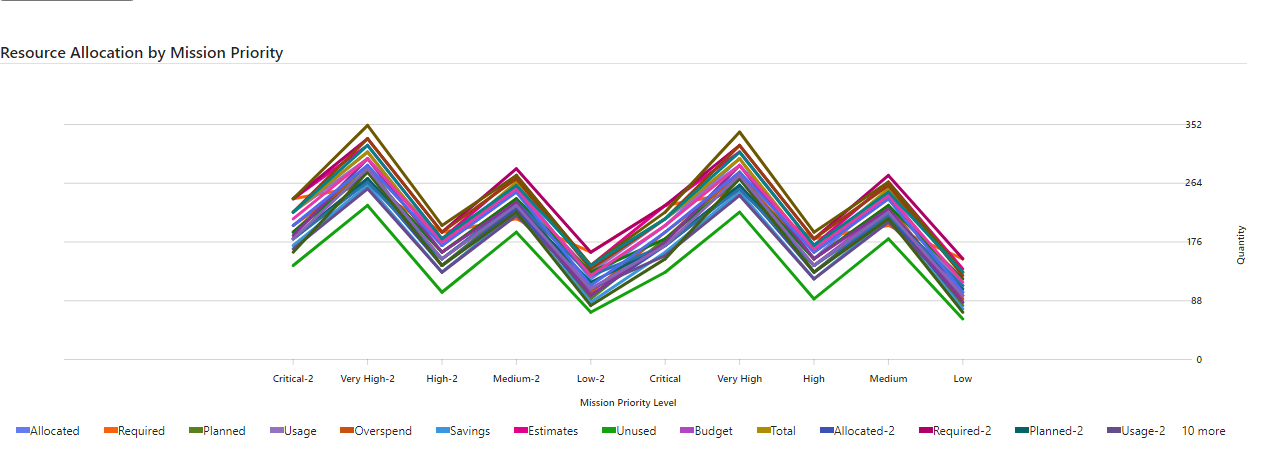 Resource Allocation by Mission Priority
352
264
176
88
0
Quantity
Critical-2 Very High-2 High-2 Medium-2 Low-2 Critical Very High High Medium Low
Mission Priority Level
Allocated Required Planned Usage Overspend Savings Estimates Unused Budget Total Allocated-2 Required-2 Planned-2 Usage-2 10 more